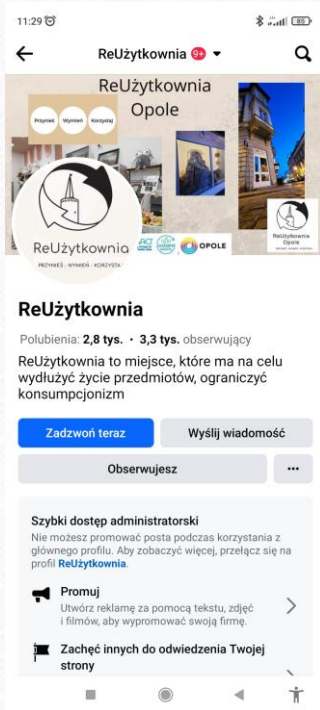 11:29
85
ReUżytkownia 9+
ReUżytkownia
Opole
Przynieś
Wymień
Korzystaj
ReUżytkownia
PRZYNIEŚ - WYMIEŃ - KORZYSTA
OPOLE
ReUżytkownia
Opole
ReUżytkownia
Polubienia: 2,8 tys. • 3,3 tys. obserwujący
ReUżytkownia to miejsce, które ma na celu
wydłużyć życie przedmiotów, ograniczyć
konsumpcjonizm
Zadzwoń teraz
Wyślij wiadomość
Obserwujesz
Szybki dostęp administratorski
Nie możesz promować posta podczas korzystania z
głównego profilu. Aby zobaczyć więcej, przełącz się na
profil ReUżytkownia.
Promuj
Utwórz reklamę za pomocą tekstu, zdjęć
i filmów, aby wypromować swoją firmę.
Zachęć innych do odwiedzenia Twojej
strony